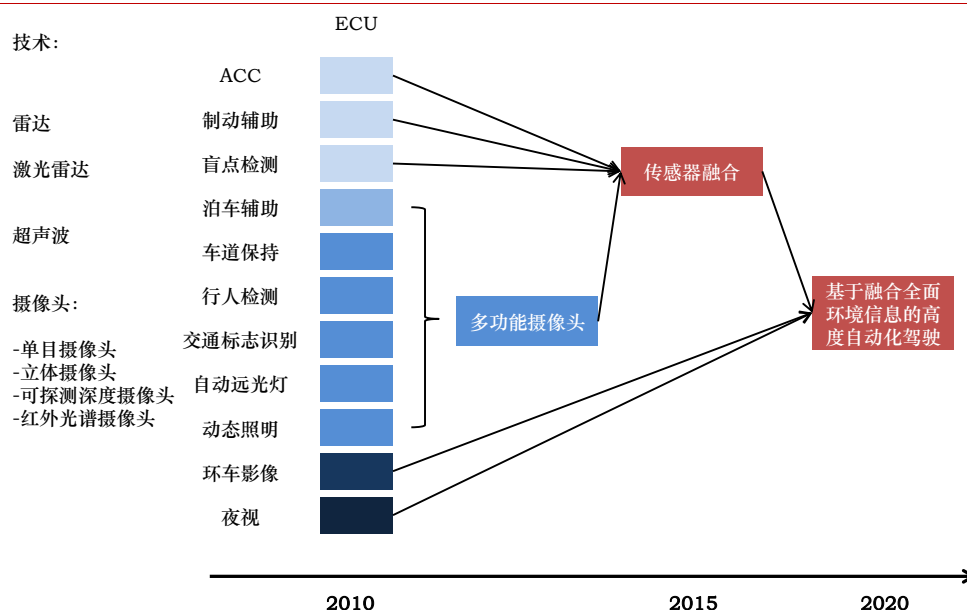 ECU
技术：
ACC
雷达
制动辅助
激光雷达
盲点检测
传感器融合
泊车辅助
超声波
车道保持
摄像头：
行人检测
多功能摄像头
基于融合全面
环境信息的高
度自动化驾驶
-单目摄像头
-立体摄像头
-可探测深度摄像头
-红外光谱摄像头
交通标志识别
自动远光灯
动态照明
环车影像
夜视
2010
2015
2020